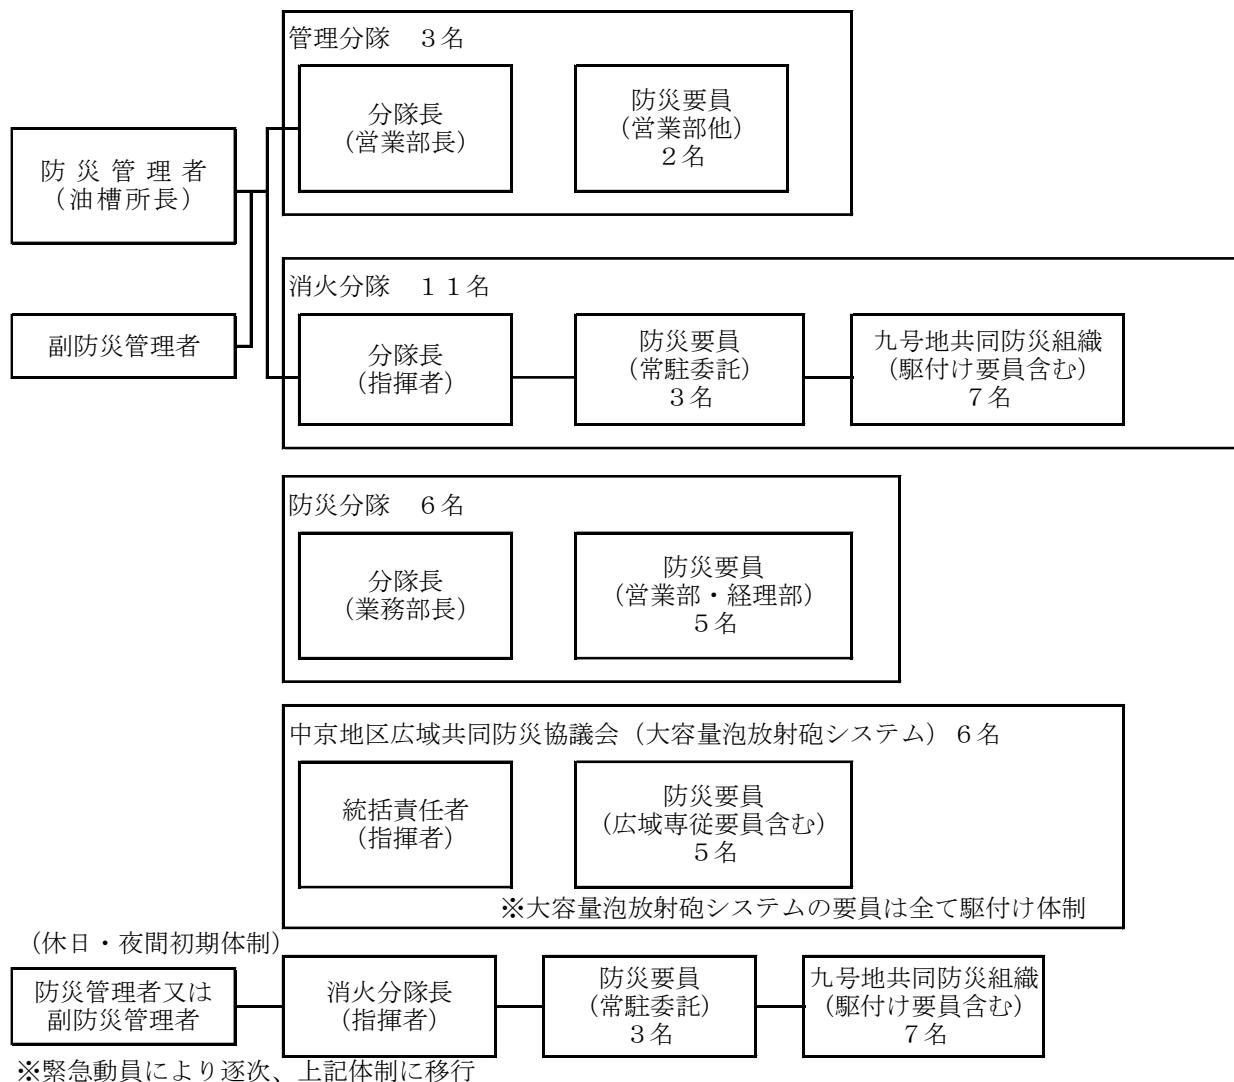 管理分隊　３名
分隊長
（営業部長）
防災要員
（営業部他）
２名
防 災 管 理 者
（油槽所長）
副防災管理者
消火分隊　１１名
分隊長
（指揮者）
防災要員
（常駐委託）
３名
九号地共同防災組織
（駆付け要員含む）
７名
防災分隊　６名
分隊長
（業務部長）
防災要員
（営業部・経理部）
５名
中京地区広域共同防災協議会（大容量泡放射砲システム）６名
統括責任者
（指揮者）
防災要員
（広域専従要員含む）
５名
※大容量泡放射砲システムの要員は全て駆付け体制
（休日・夜間初期体制）
防災管理者又は
副防災管理者
消火分隊長
（指揮者）
防災要員
（常駐委託）
３名
九号地共同防災組織
（駆付け要員含む）
７名
※緊急動員により逐次、上記体制に移行